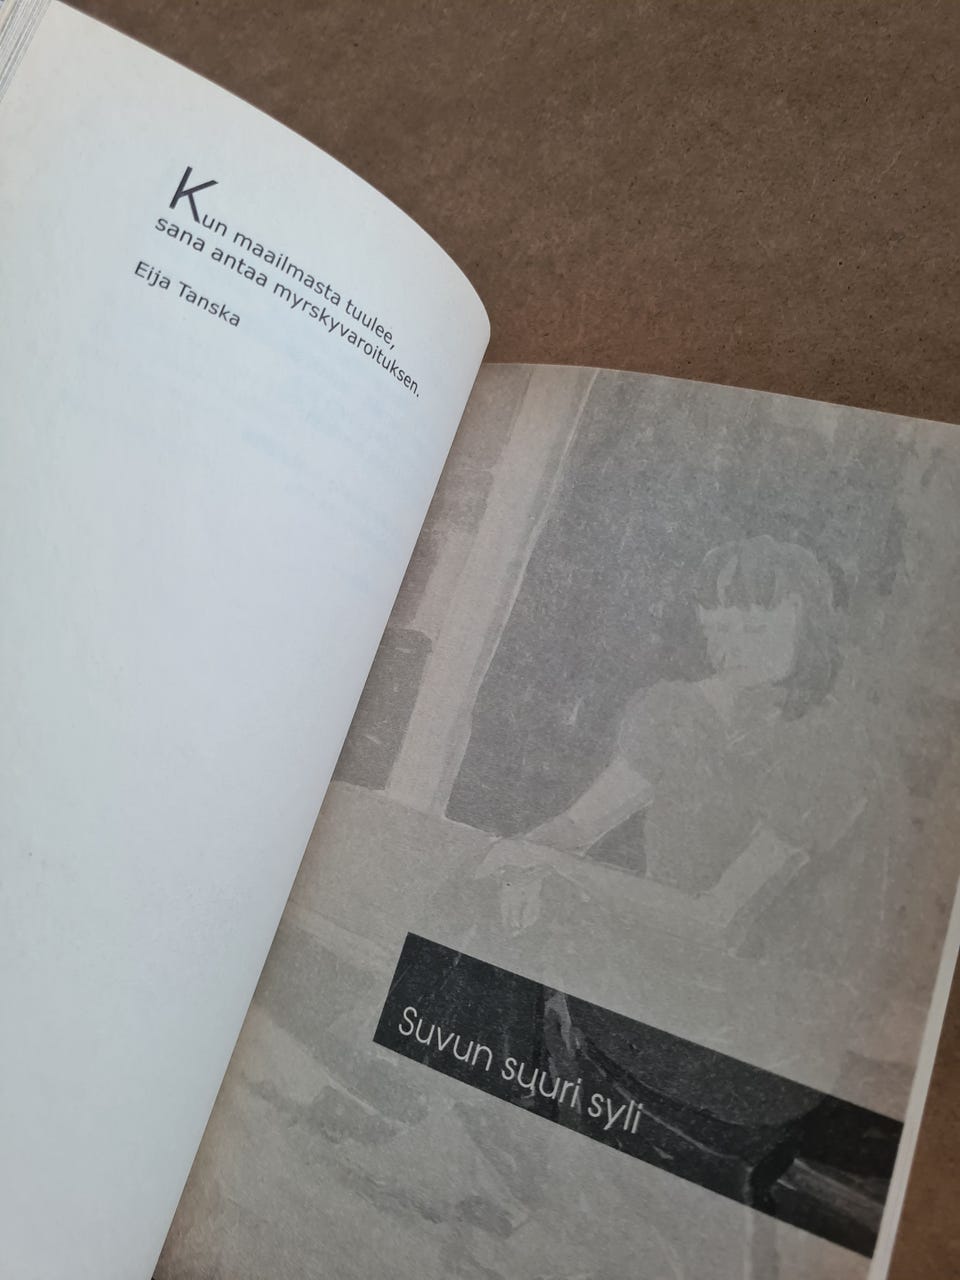 Kun maailmasta tuulee,
sana antaa myrskyvaroituksen.
Eija Tanska
Suvun suuri syli